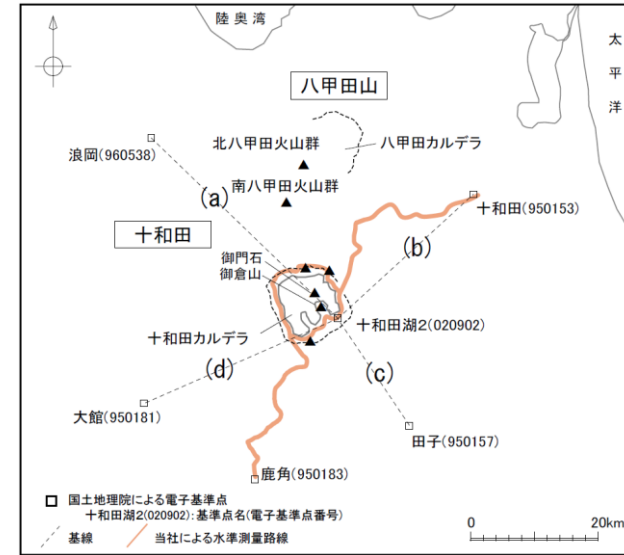 陸奥湾
太平洋
八甲田山
北八甲田火山群
八甲田カルデラ
浪岡(960538)
南八甲田火山群
(a)
十和田(950153)
十和田
(b)
御門石
御倉山
十和田湖2(020902)
十和田カルデラ
(d)
(c)
大館(950181)
田子(950157)
鹿角(950183)
国土地理院による電子基準点
十和田湖2(020902):基準点名(電子基準点番号)
基線
当社による水準測量路線
0
20km